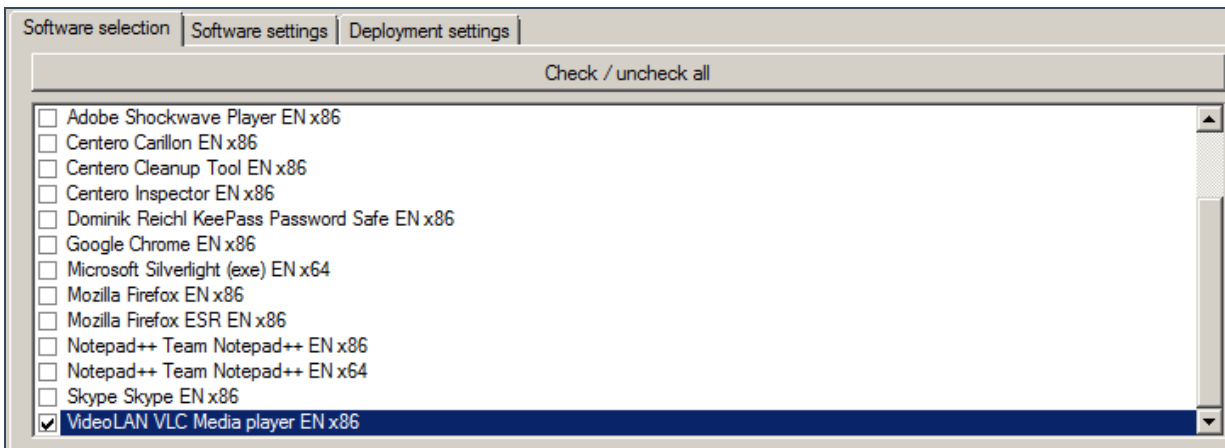 Software selection Software settings Deployment settings
Check / uncheck all
Adobe Shockwave Player EN x86
Centero Carillon EN x86
Centero Cleanup Tool EN x86
Centero Inspector EN x86
Dominik Reichl KeePass Password Safe EN x86
Google Chrome EN x86
Microsoft Silverlight (exe) EN x64
Mozilla Firefox EN x86
Mozilla Firefox ESR EN x86
Notepad++ Team Notepad++ EN x86
Notepad++ Team Notepad++ EN x64
Skype Skype EN x86
VideoLAN VLC Media player EN x86